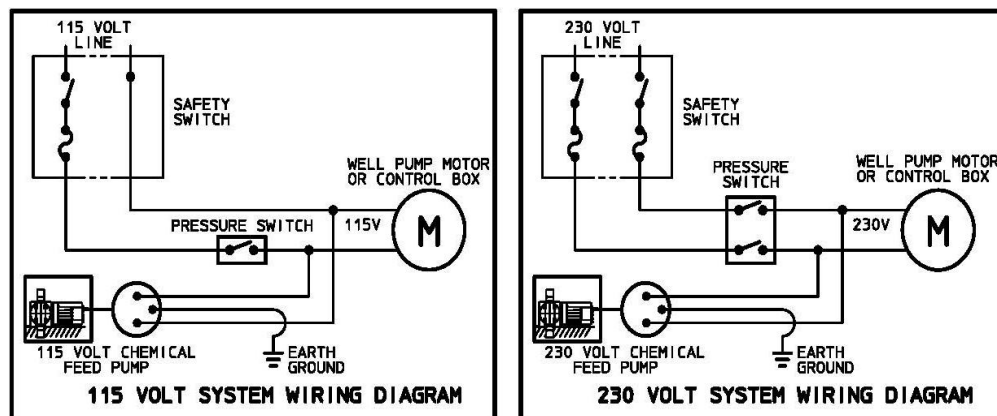 115 VOLT
LINE
SAFETY
SWITCH
WELL PUMP MOTOR
OR CONTROL BOX
PRESSURE SWITCH
115V
M
115 VOLT CHEMICAL
FEED PUMP
EARTH
GROUND
115 VOLT SYSTEM WIRING DIAGRAM
230 VOLT
LINE
SAFETY
SWITCH
PRESSURE
SWITCH
WELL PUMP MOTOR
OR CONTROL BOX
230V
M
230 VOLT CHEMICAL
FEED PUMP
EARTH
GROUND
230 VOLT SYSTEM WIRING DIAGRAM